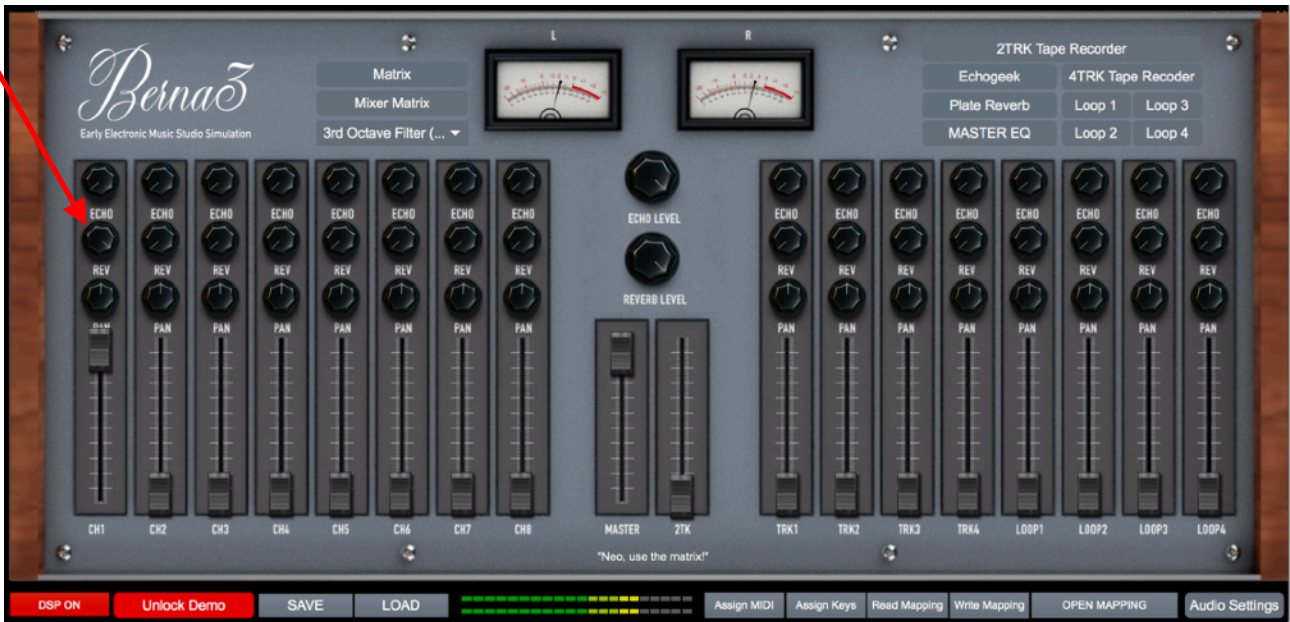 L R
Berna3
Early Electronic Music Studio Simulation
Matrix
Mixer Matrix
3rd Octave Filter (...
2TRK Tape Recorder
Echogeek 4TRK Tape Recoder
Plate Reverb Loop 1 Loop 3
MASTER EQ Loop 2 Loop 4
ECHO ECHO ECHO ECHO ECHO ECHO ECHO ECHO ECHO LEVEL ECHO ECHO ECHO ECHO ECHO ECHO ECHO ECHO
REV REV REV REV REV REV REV REV REV REV REV REV REV REV REV REV
REVERB LEVEL
PAN PAN PAN PAN PAN PAN PAN PAN PAN PAN PAN PAN PAN PAN PAN
CH1 CH2 CH3 CH4 CH5 CH6 CH7 CH8 MASTER 2TK TRK1 TRK2 TRK3 TRK4 LOOP1 LOOP2 LOOP3 LOOP4
"Neo, use the matrix!"
DSP ON Unlock Demo SAVE LOAD Assign MIDI Assign Keys Read Mapping Write Mapping OPEN MAPPING Audio Settings